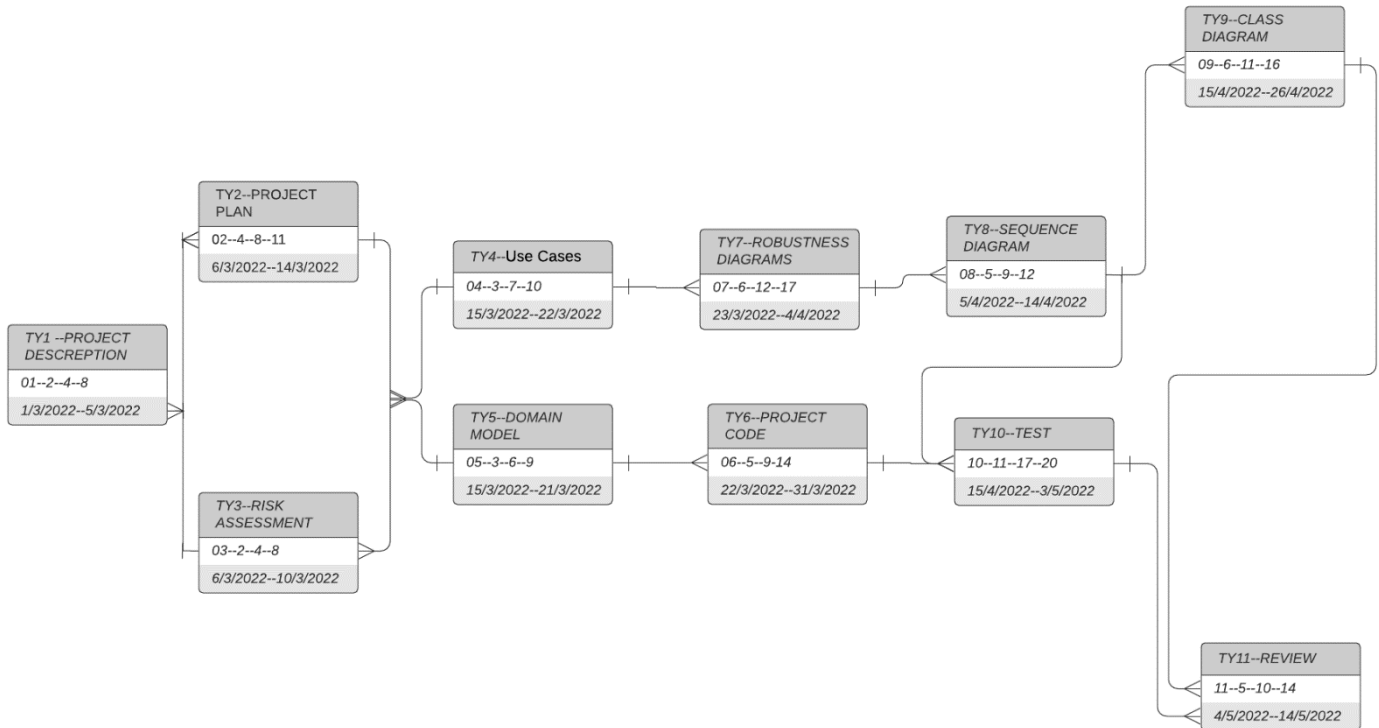 TY9--CLASS
DIAGRAM
09--6--11--16
15/4/2022--26/4/2022
TY2--PROJECT
PLAN
02--4--8--11
6/3/2022--14/3/2022
TY8--SEQUENCE
DIAGRAM
08--5--9--12
5/4/2022--14/4/2022
TY7--ROBUSTNESS
DIAGRAMS
07--6--12--17
23/3/2022--4/4/2022
TY4--Use Cases
04--3--7--10
15/3/2022--22/3/2022
TY1 --PROJECT
DESCREPTION
01--2--4--8
1/3/2022--5/3/2022
TY5--DOMAIN
MODEL
05--3--6--9
15/3/2022--21/3/2022
TY6--PROJECT
CODE
06--5--9-14
22/3/2022--31/3/2022
TY10--TEST
10--11--17--20
15/4/2022--3/5/2022
TY3--RISK
ASSESSMENT
03--2--4--8
6/3/2022--10/3/2022
TY11--REVIEW
11--5--10--14
4/5/2022--14/5/2022